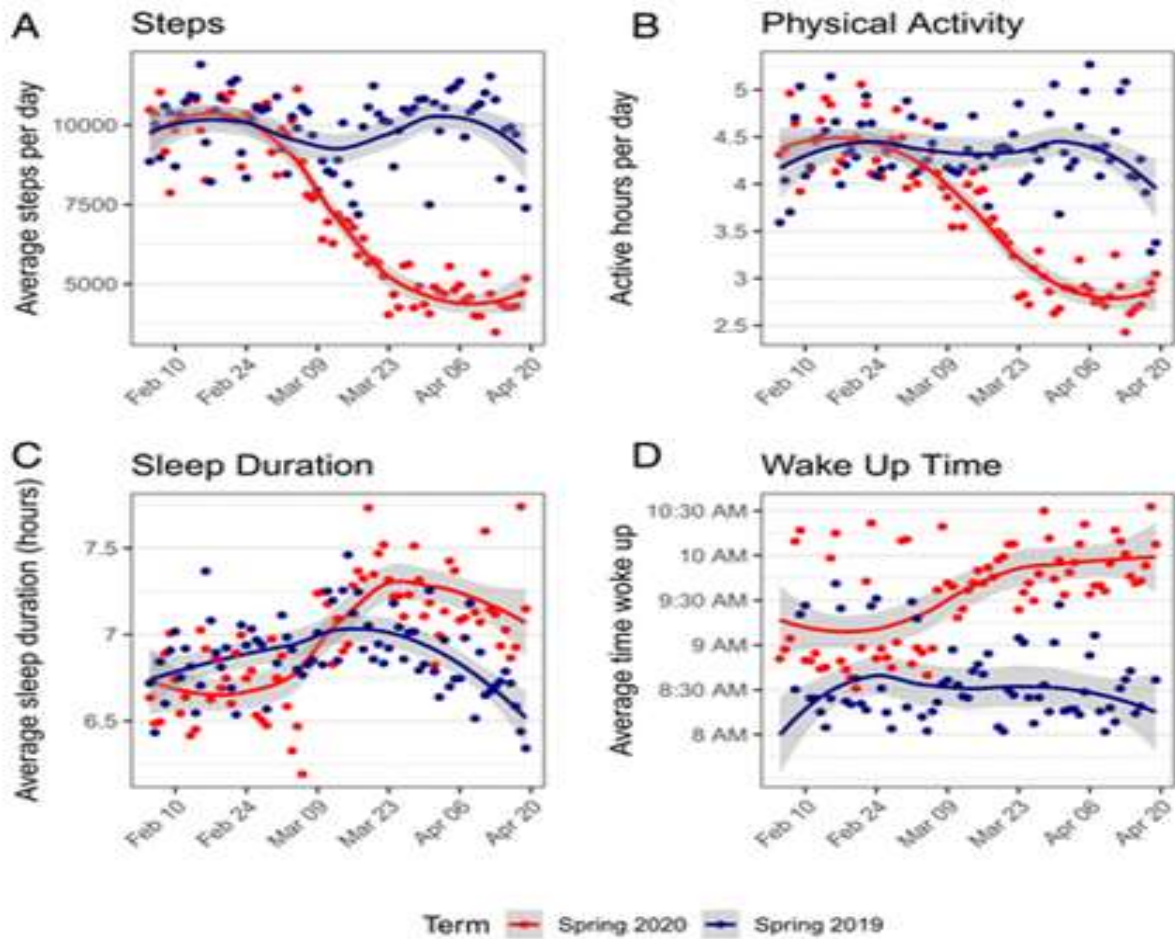 A Steps
Average steps per day
10000
7500
5000
Feb 10 Feb 24 Mar 09 Mar 23 Apr 06 Apr 20
B Physical Activity
Active hours per day
5
4.5
4
3.5
3
2.5
Feb 10 Feb 24 Mar 09 Mar 23 Apr 06 Apr 20
C Sleep Duration
Average sleep duration (hours)
7.5
7
6.5
Feb 10 Feb 24 Mar 09 Mar 23 Apr 06 Apr 20
D Wake Up Time
Average time woke up
10:30 AM
10 AM
9:30 AM
9 AM
8:30 AM
8 AM
Feb 10 Feb 24 Mar 09 Mar 23 Apr 06 Apr 20
Term Spring 2020 Spring 2019